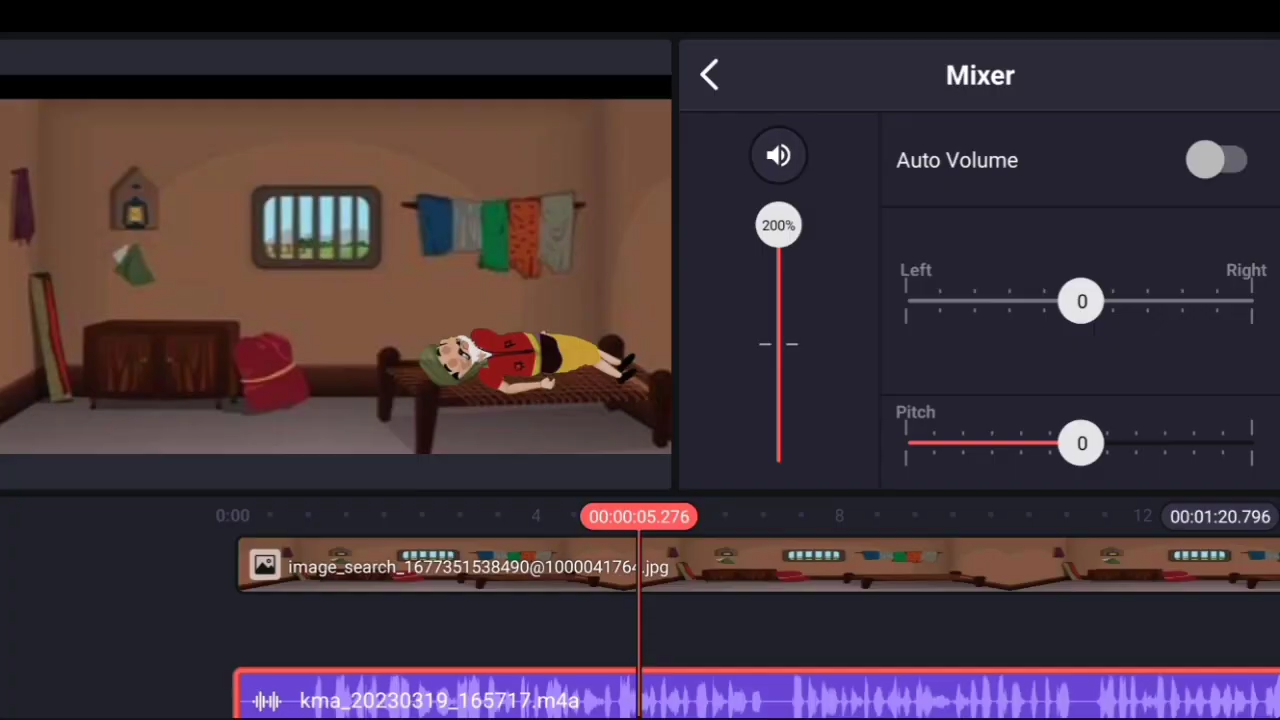 Mixer
Auto Volume
200%
Left
Right
0
Pitch
0
0:00
4
00:00:05.276
8
12
00:01:20.796
image_search_1677351538490@1000041764.jpg
kma_20230319_165717.m4a